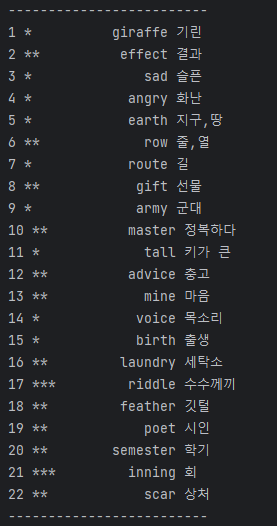 -------------------------
1 * giraffe 기린
2 ** effect 결과
3 * sad 슬픈
4 * angry 화난
5 * earth 지구,땅
6 ** row 줄,열
7 * route 길
8 ** gift 선물
9 * army 군대
10 ** master 정복하다
11 * tall 키가 큰
12 ** advice 충고
13 ** mine 마음
14 * voice 목소리
15 * birth 출생
16 ** laundry 세탁소
17 *** riddle 수수께끼
18 ** feather 깃털
19 ** poet 시인
20 ** semester 학기
21 *** inning 회
22 ** scar 상처
-------------------------